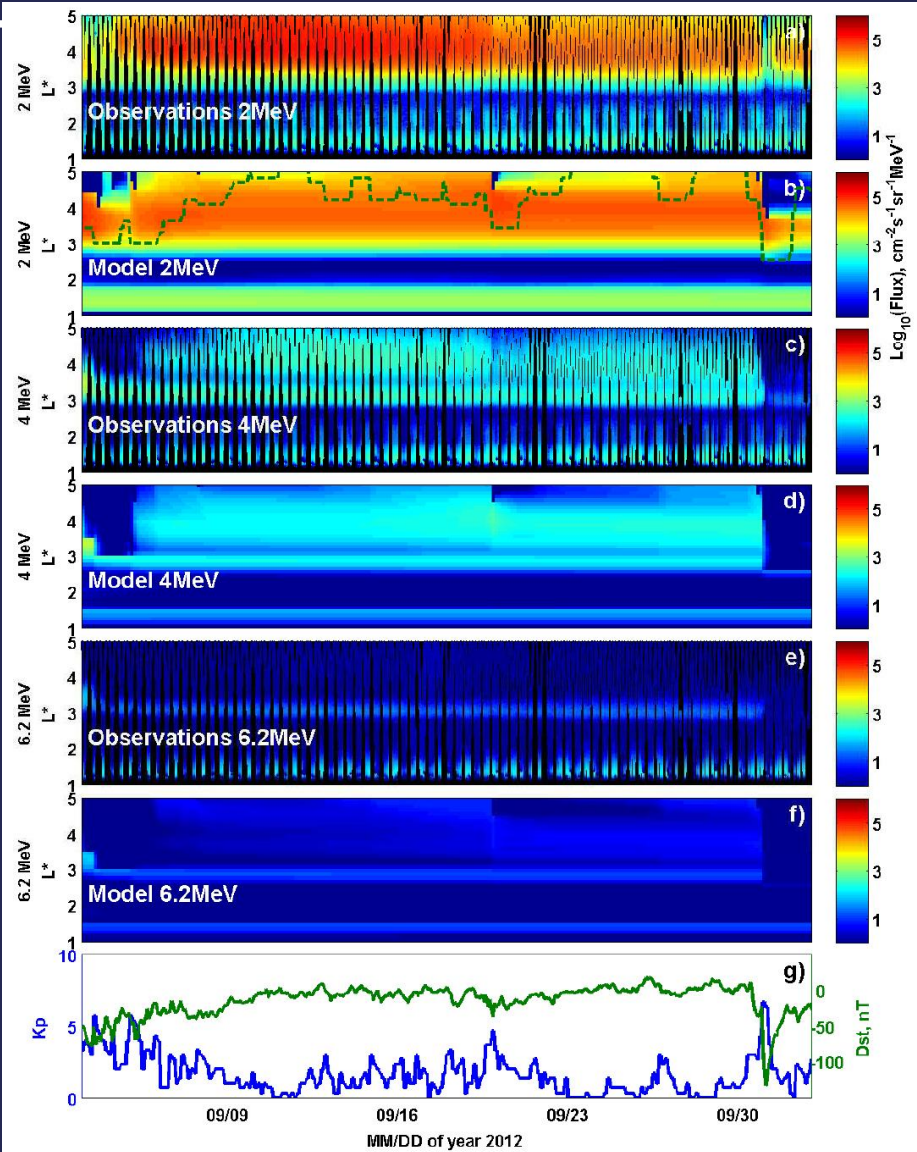 a)
5
4
3
2
1
2 MeV
L*
Observations 2MeV
5
3
1
b)
5
4
3
2
1
2 MeV
L*
Model 2MeV
5
3
1
Log10(Flux), cm-2s-1sr-1MeV-1
c)
5
4
3
2
1
4 MeV
L*
Observations 4MeV
5
3
1
d)
5
4
3
2
1
4 MeV
L*
Model 4MeV
5
3
1
e)
5
4
3
2
1
6.2 MeV
L*
Observations 6.2MeV
5
3
1
f)
5
4
3
2
1
6.2 MeV
L*
Model 6.2MeV
5
3
1
g)
10
5
0
Kp
0
-50
-100
Dst, nT
09/09 09/16 09/23 09/30
MM/DD of year 2012